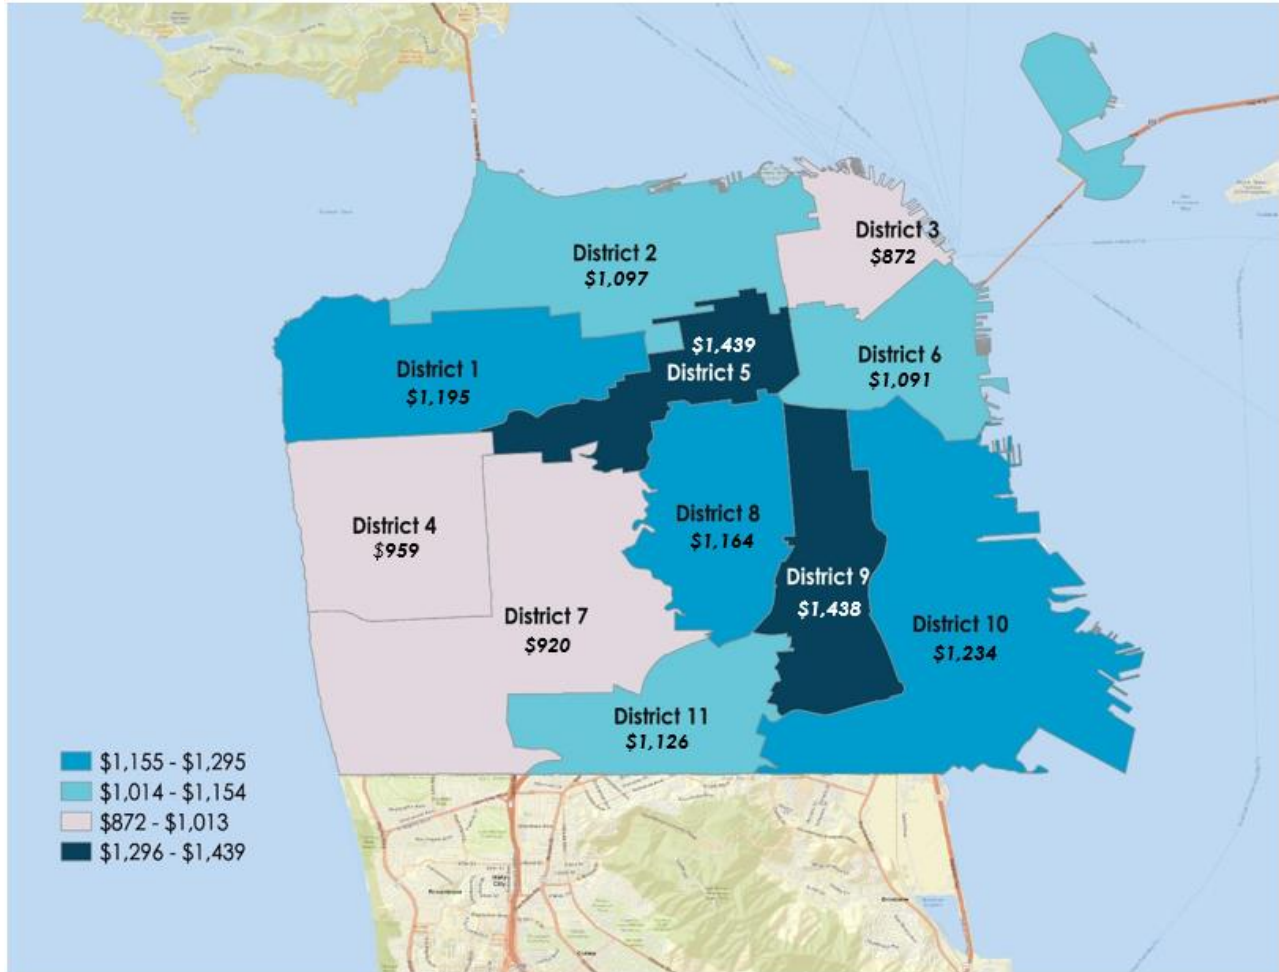 District 3
$872
District 2
$1,097
$1,439
District 5
District 6
$1,091
District 1
$1,195
District 4
$959
District 8
$1,164
District 9
$1,438
District 7
$920
District 10
$1,234
District 11
$1,126
$1,155 - $1,295
$1,014 - $1,154
$872 - $1,013
$1,296 - $1,439